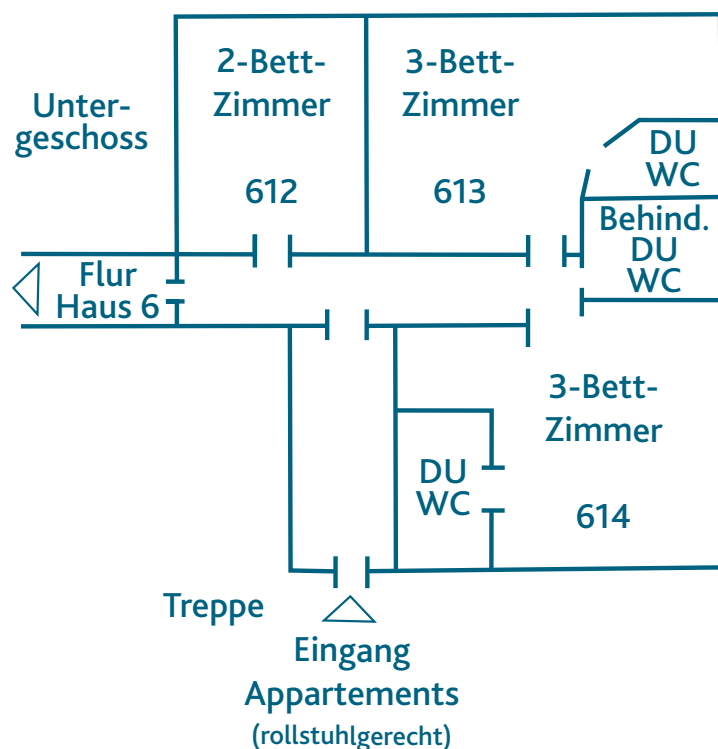 2-Bett-
Zimmer
612
3-Bett-
Zimmer
613
Unter-
geschoss
DU
WC
Behind.
DU
WC
Flur
Haus 6
3-Bett-
Zimmer
614
DU
WC
Treppe
Eingang
Appartements
(rollstuhlgerecht)